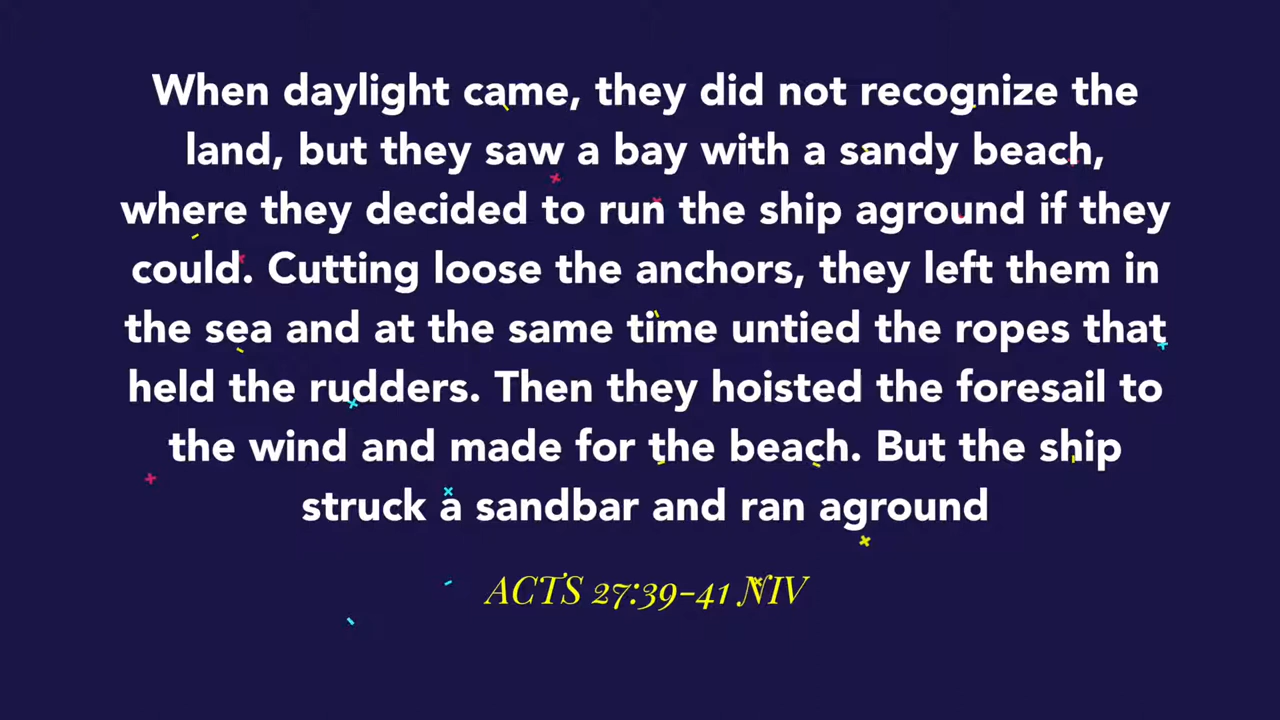 When daylight came, they did not recognize the
land, but they saw a bay with a sandy beach,
where they decided to run the ship aground if they
could. Cutting loose the anchors, they left them in
the sea and at the same time untied the ropes that
held the rudders. Then they hoisted the foresail to
the wind and made for the beach. But the ship
struck a sandbar and ran aground
ACTS 27:39-41 NIV